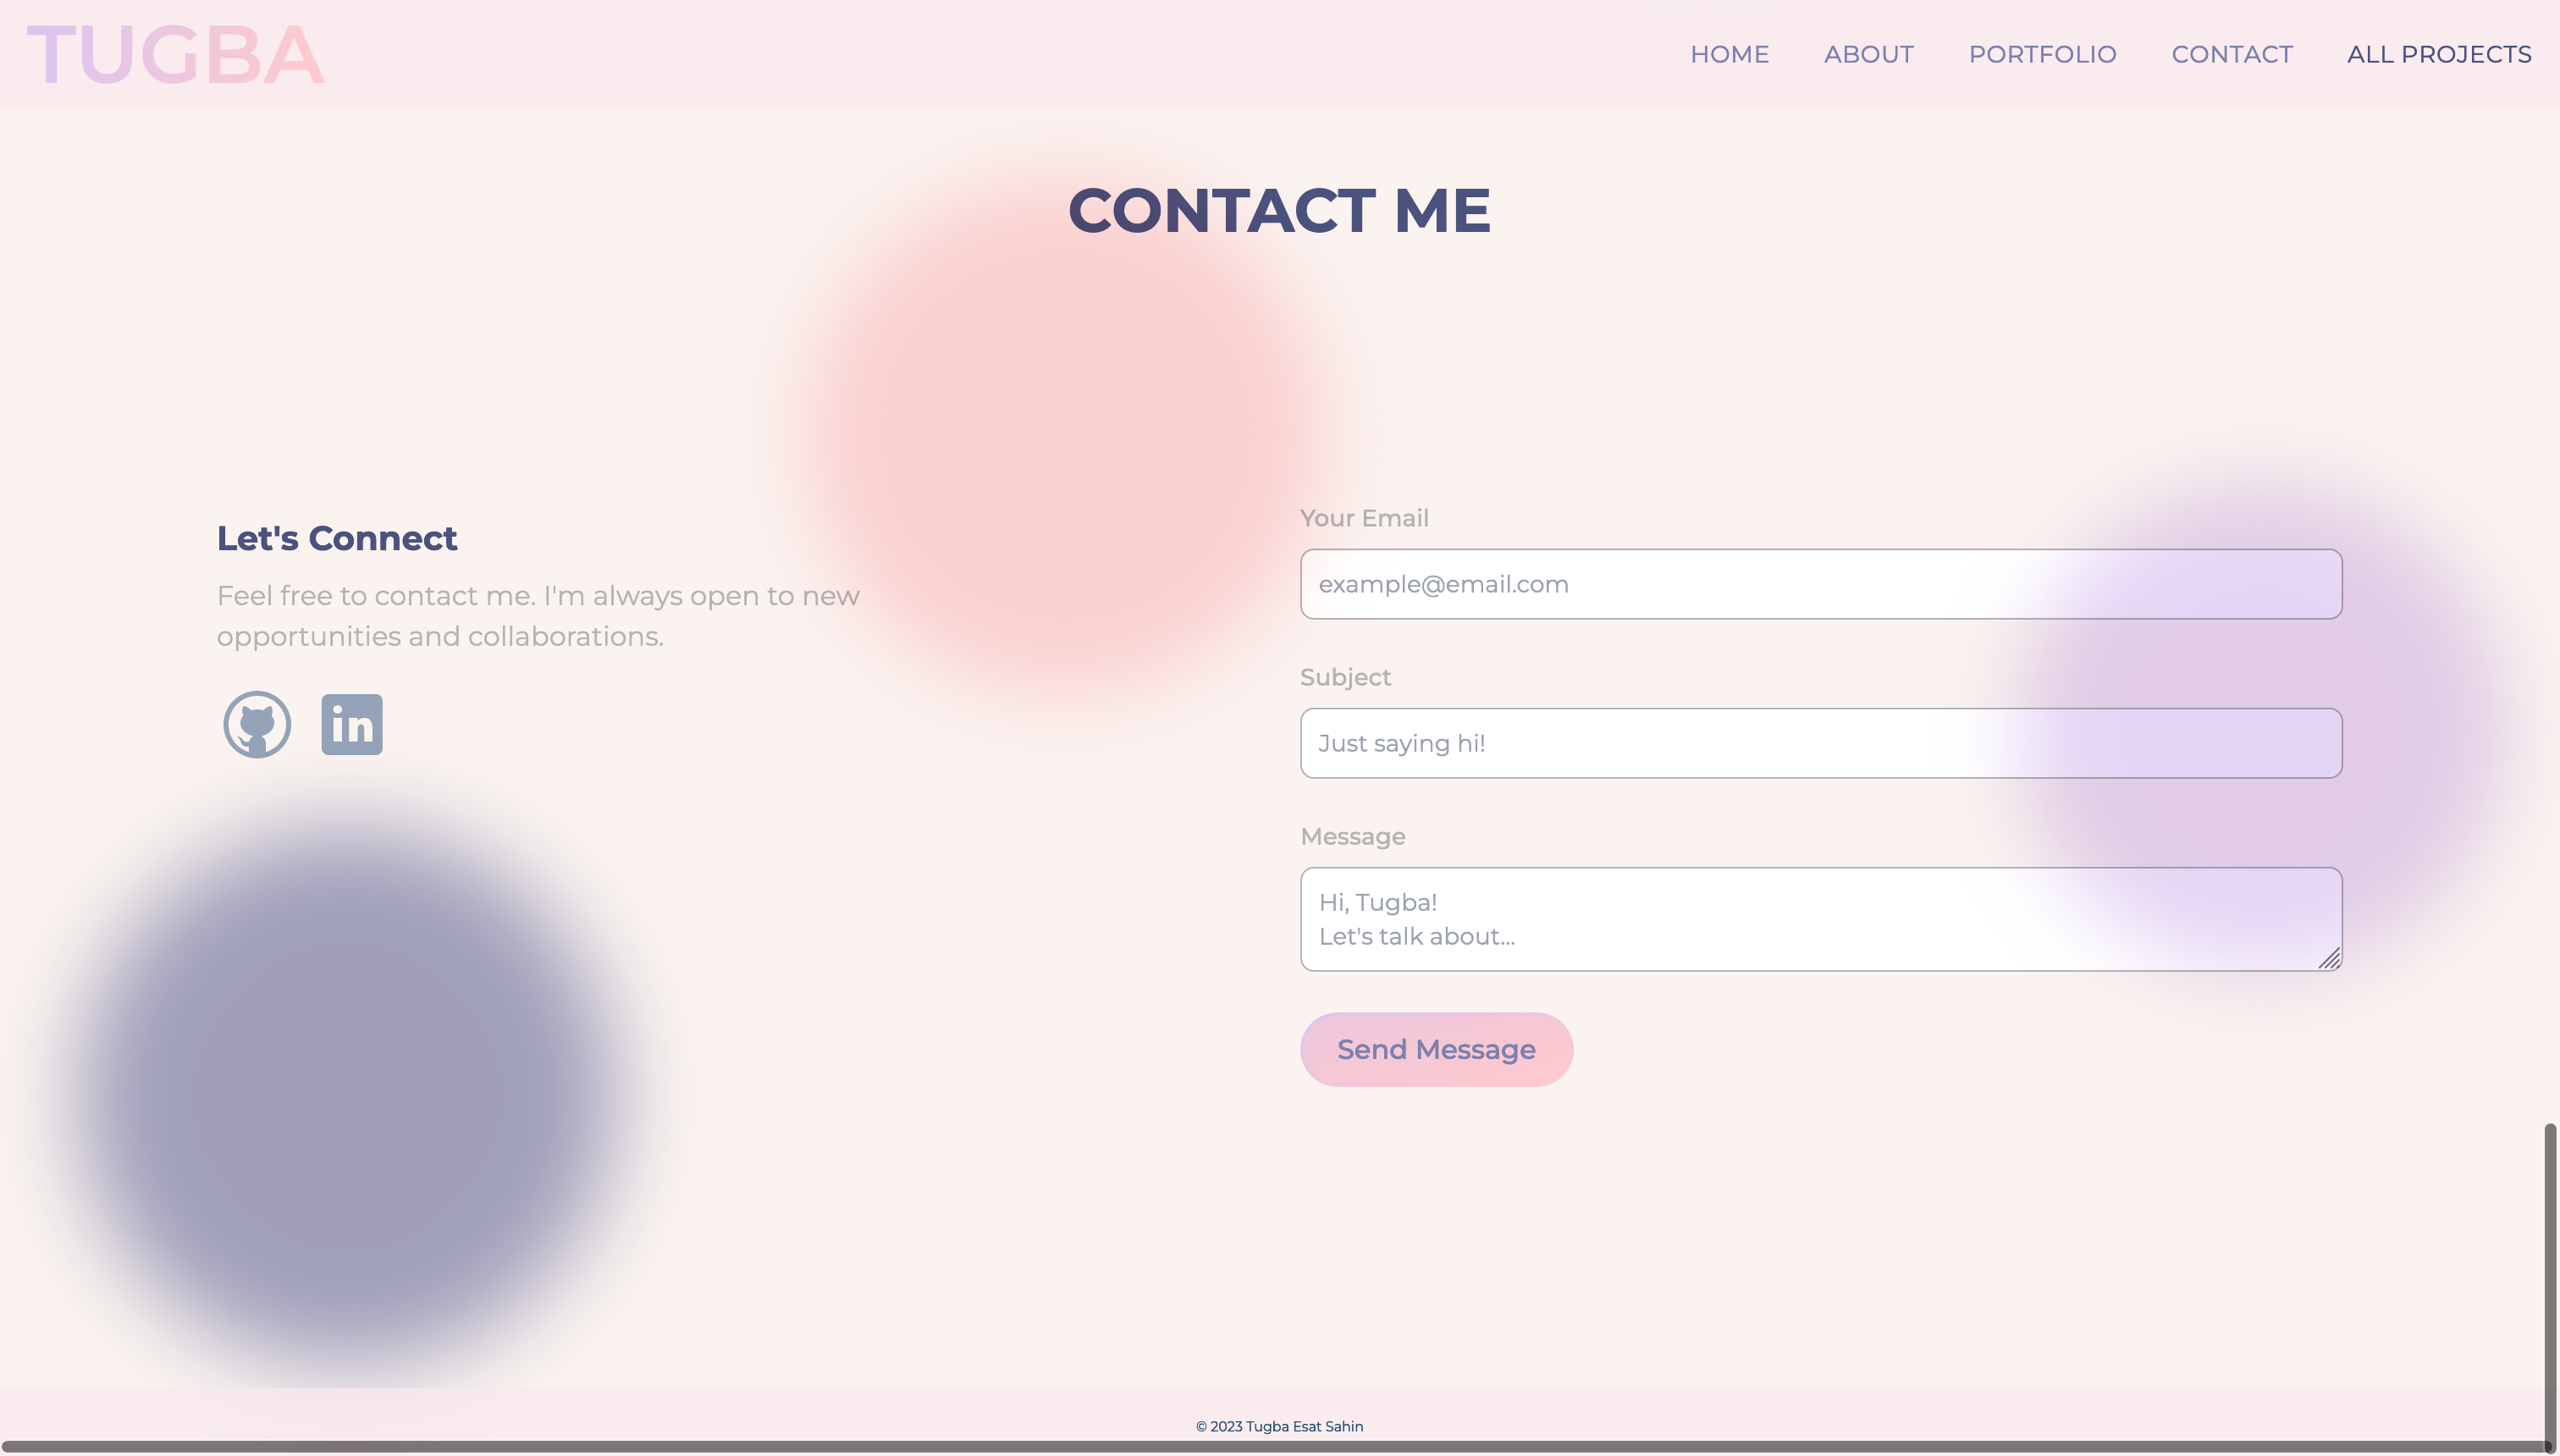 TUGBA
HOME
ABOUT
PORTFOLIO
CONTACT
ALL PROJECTS
CONTACT ME
Let's Connect
Feel free to contact me. I'm always open to new
opportunities and collaborations.
in
Your Email
example@email.com
Subject
Just saying hi!
Message
Hi, Tugba!
Let's talk about...
Send Message
© 2023 Tugba Esat Sahin